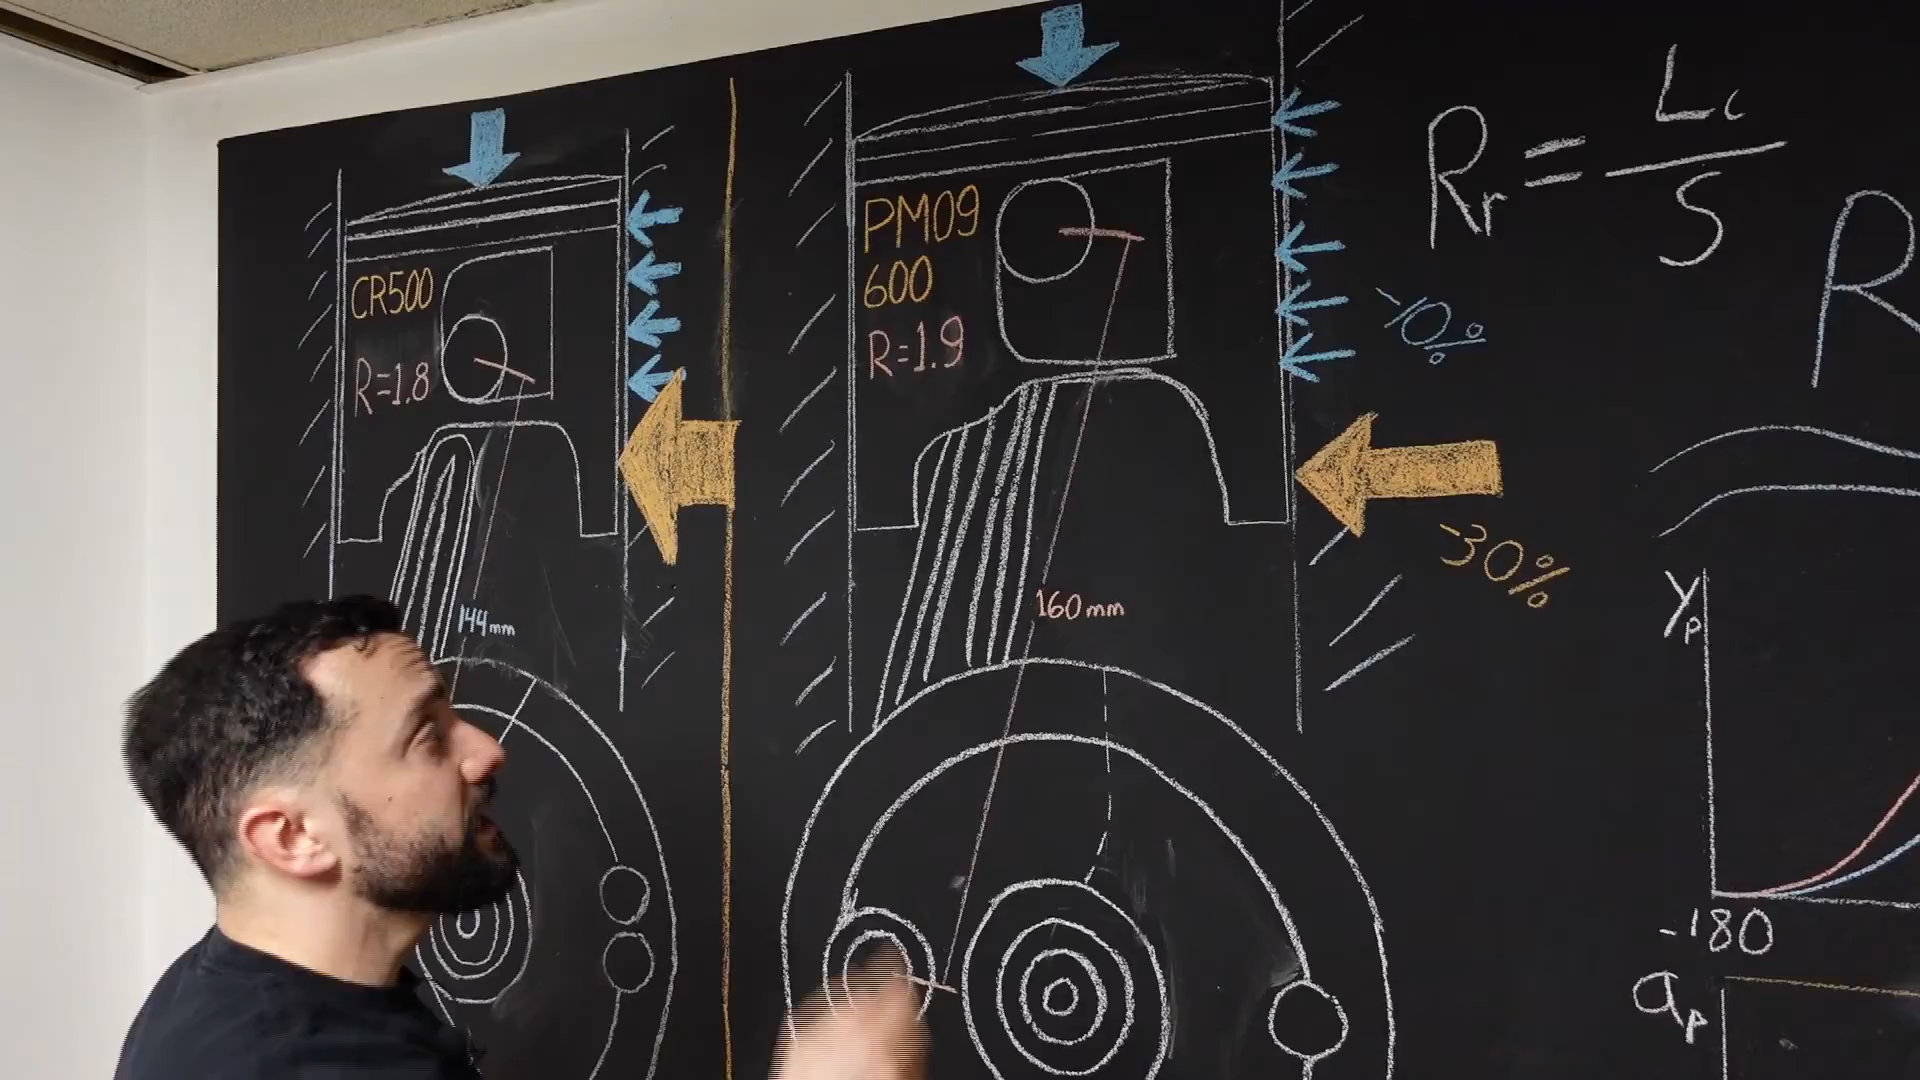 CR500
R=1.8
144mm
PM09
600
R=1.9
160mm
-10%
-30%
Rr = Lc
S
R
Yp
-180
ap